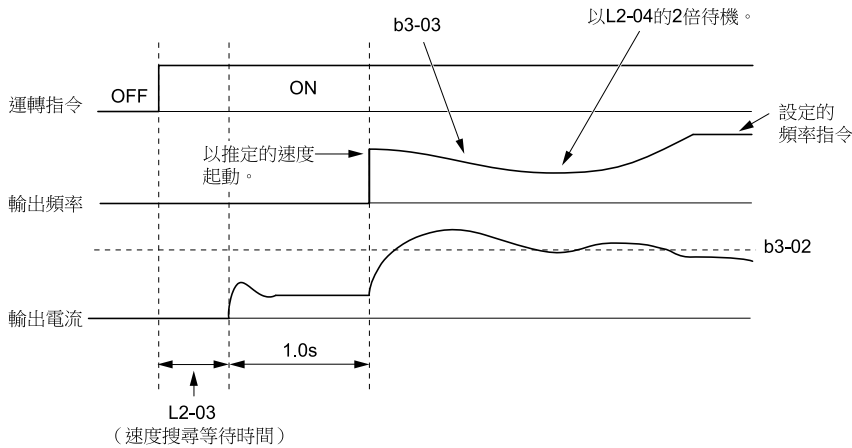 b3-03
以L2-04的2倍待機。
運轉指令
OFF
ON
設定的
頻率指令
以推定的速度
起動。
輸出頻率
b3-02
輸出電流
1.0s
L2-03
（速度搜尋等待時間）